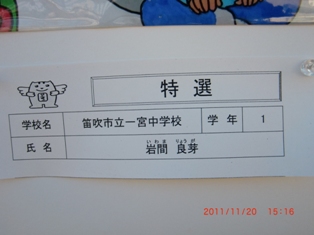 特選
学校名 笛吹市立一宮中学校 学年 1
いわま りょうが
氏名 岩間 良芽
2011/11/20 15:16